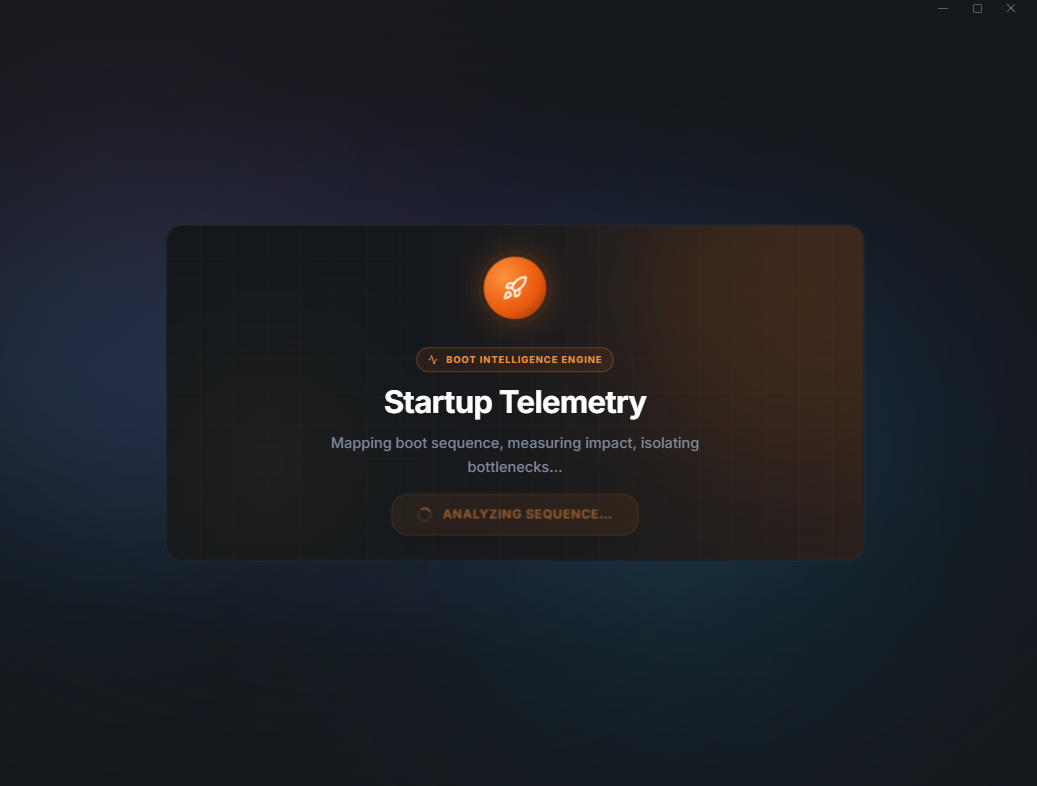 BOOT INTELLIGENCE ENGINE
Startup Telemetry
Mapping boot sequence, measuring impact, isolating
bottlenecks...
ANALYZING SEQUENCE...